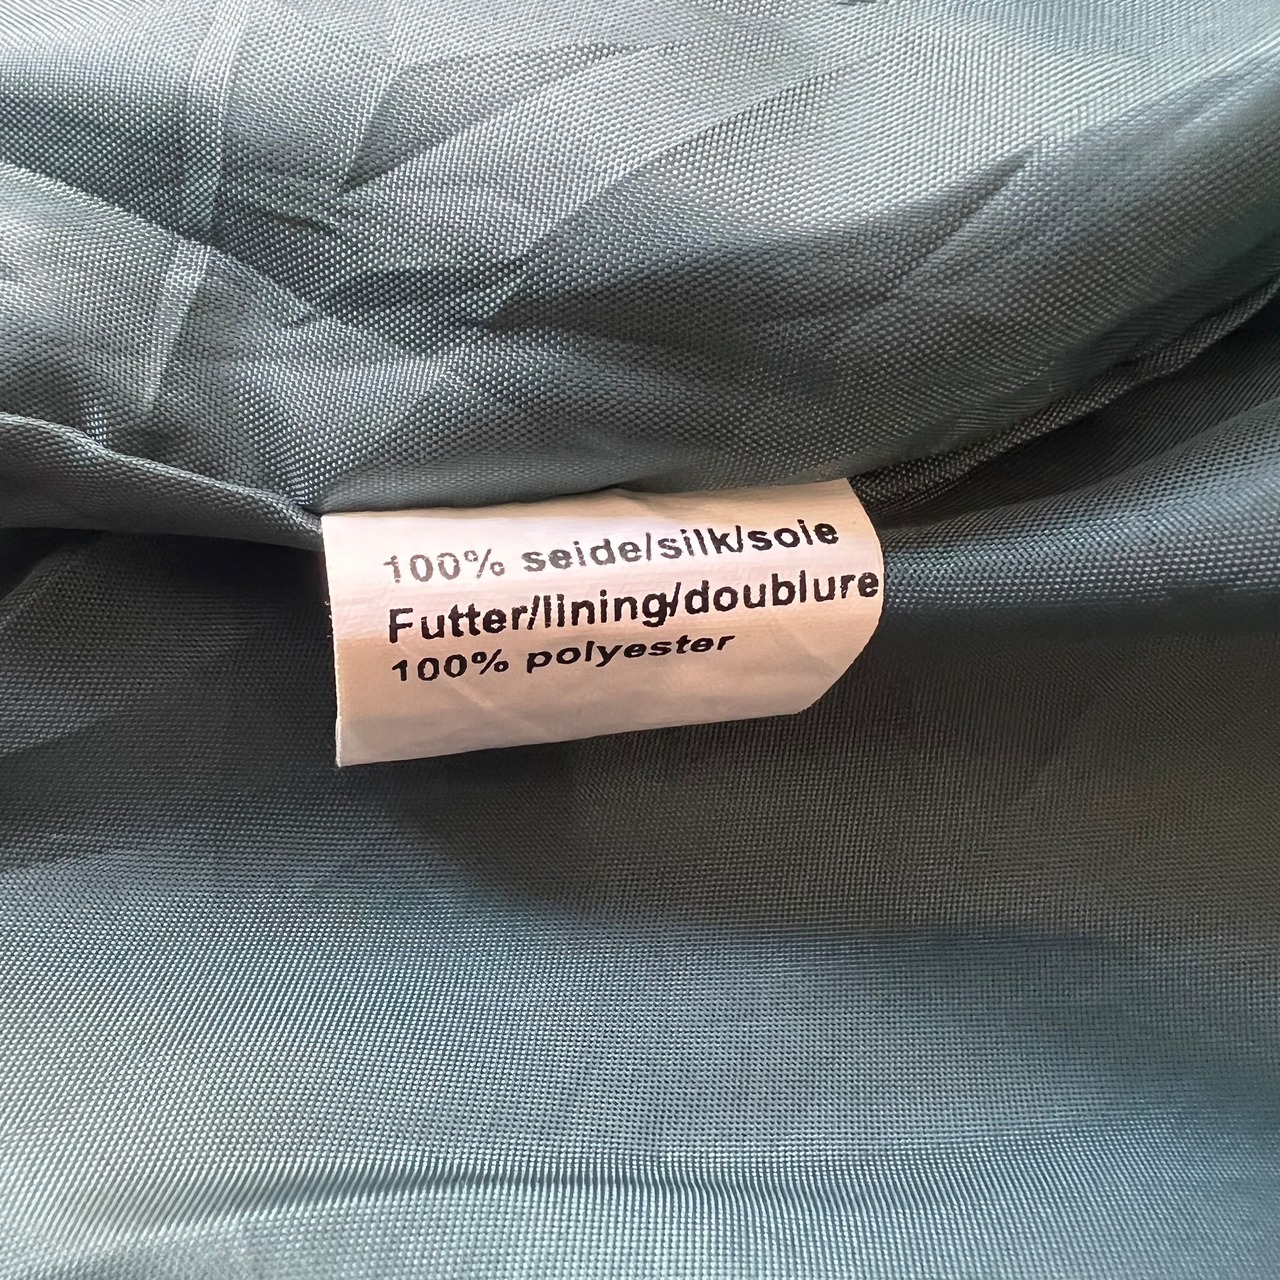 100% seide/silk/soie
Futter/lining/doublure
100% polyester